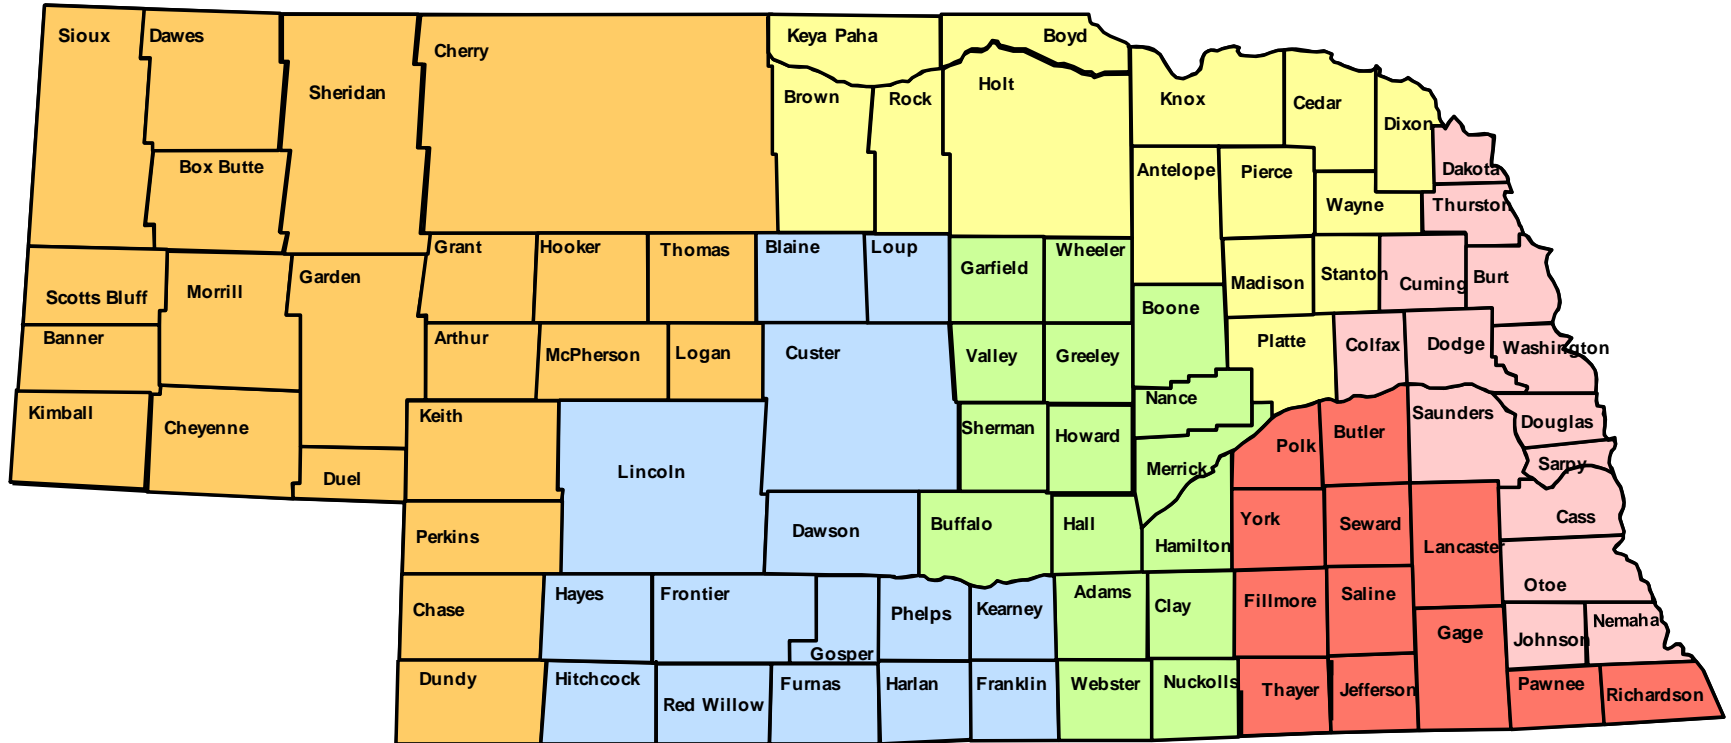 Sioux
Dawes
Sheridan
Cherry
Keya Paha
Boyd
Brown
Rock
Holt
Knox
Cedar
Dixon
Dakota
Box Butte
Antelope
Pierce
Wayne
Thurston
Scotts Bluff
Morrill
Garden
Grant
Hooker
Thomas
Blaine
Loup
Garfield
Wheeler
Boone
Madison
Stanton
Cuming
Burt
Banner
Arthur
McPherson
Logan
Custer
Valley
Greeley
Platte
Colfax
Dodge
Washington
Kimball
Cheyenne
Keith
Lincoln
Sherman
Howard
Nance
Merrick
Polk
Butler
Saunders
Douglas
Sarpy
Duel
Perkins
Dawson
Buffalo
Hall
Hamilton
York
Seward
Lancaster
Cass
Otoe
Chase
Hayes
Frontier
Gosper
Phelps
Kearney
Adams
Clay
Fillmore
Saline
Gage
Johnson
Nemaha
Dundy
Hitchcock
Red Willow
Furnas
Harlan
Franklin
Webster
Nuckolls
Thayer
Jefferson
Pawnee
Richardson